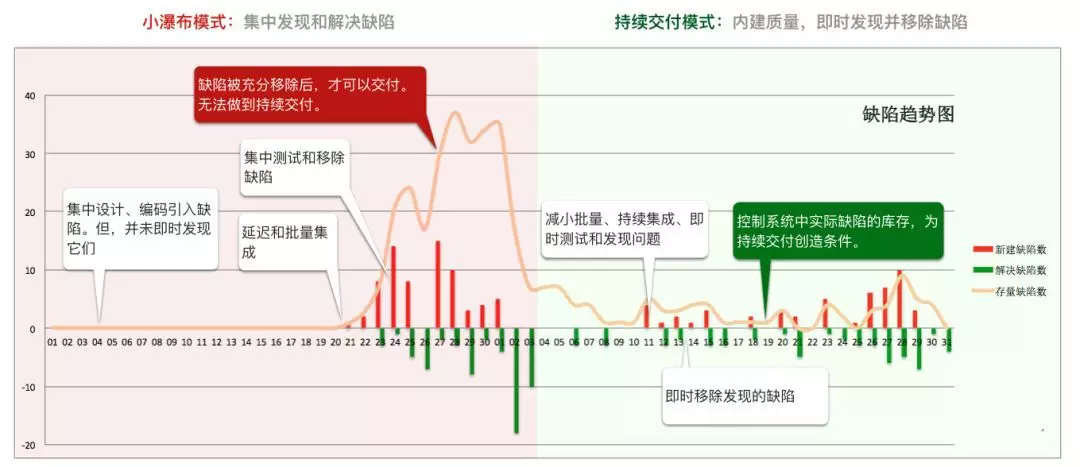 小瀑布模式：集中发现和解决缺陷
持续交付模式：内建质量，即时发现并移除缺陷
缺陷趋势图
缺陷被充分移除后，才可以交付。
无法做到持续交付。
集中测试和移除
缺陷
集中设计、编码引入缺
陷。但，并未即时发现
它们
延迟和批量集
成
减小批量、持续集成、即
时测试和发现问题
控制系统中实际缺陷的库存，为
持续交付创造条件。
即时移除发现的缺陷
新建缺陷数
解决缺陷数
存量缺陷数
40
30
20
10
0
-10
-20
01 02 03 04 05 06 07 08 09 10 11 12 13 14 15 16 17 18 19 20 21 22 23 24 25 26 27 28 29 30 31 01 02 03 04 05 06 07 08 09 10 11 12 13 14 15 16 17 18 19 20 21 22 23 24 25 26 27 28 29 30 31